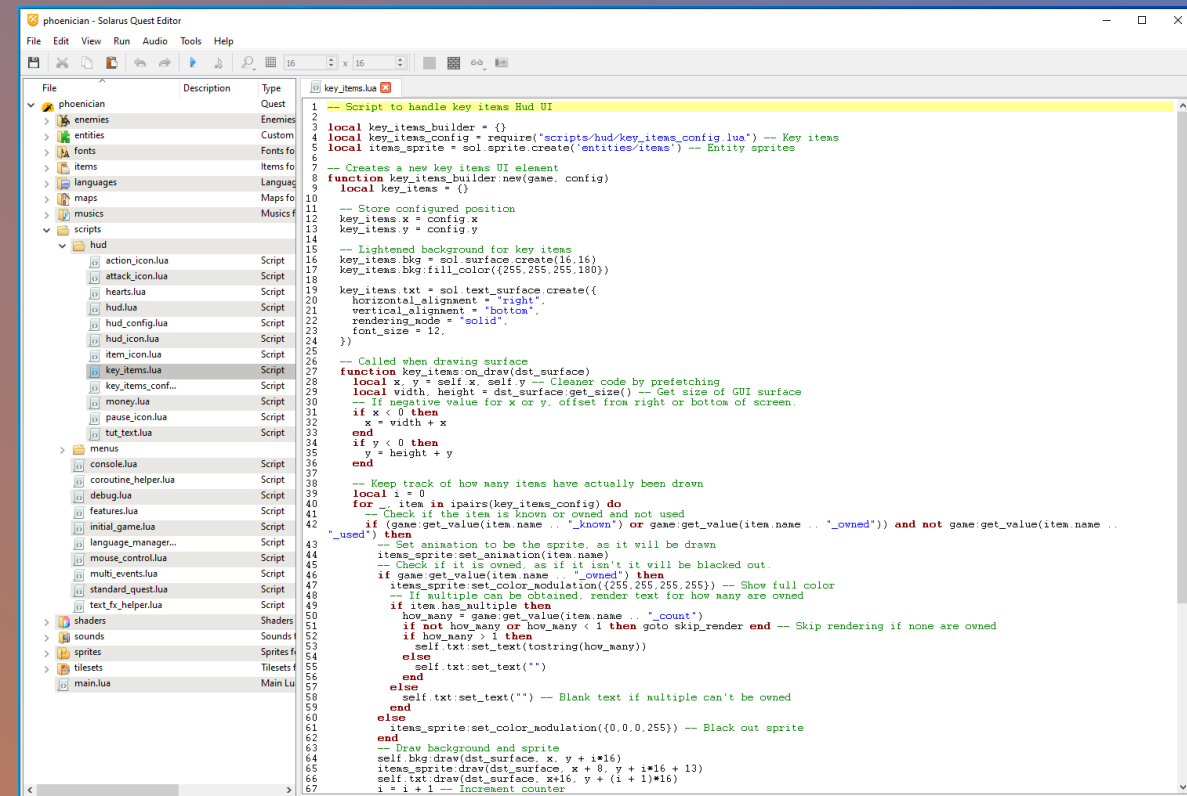 phoenician - Solarus Quest Editor
File Edit View Run Audio Tools Help
16 x 16
File Description Type
phoenician Quest
enemies Enemies
entities Custom
fonts Fonts fo
items Items fo
languages Languag
maps Maps fo
musics Musics f
scripts
hud
action_icon.lua Script
attack_icon.lua Script
hearts.lua Script
hud.lua Script
hud_config.lua Script
hud_icon.lua Script
item_icon.lua Script
key_items.lua Script
key_items_conf... Script
money.lua Script
pause_icon.lua Script
tut_text.lua Script
menus
console.lua Script
coroutine_helper.lua Script
debug.lua Script
features.lua Script
initial_game.lua Script
language_manager... Script
mouse_control.lua Script
multi_events.lua Script
standard_quest.lua Script
text_fx_helper.lua Script
shaders Shaders
sounds Sounds f
sprites Sprites fo
tilesets Tilesets f
main.lua Main Lu
key_items.lua
1 -- Script to handle key items Hud UI
2
3 local key_items_builder = {}
4 local key_items_config = require("scripts/hud/key_items_config.lua") -- Key items
5 local items_sprite = sol.sprite.create('entities/items') -- Entity sprites
6
7 -- Creates a new key items UI element
8 function key_items_builder:new(game, config)
9 local key_items = {}
10
11 -- Store configured position
12 key_items.x = config.x
13 key_items.y = config.y
14
15 -- Lightened background for key items
16 key_items.bkg = sol.surface.create(16,16)
17 key_items.bkg:fill_color({255,255,255,180})
18
19 key_items.txt = sol.text_surface.create({
20 horizontal_alignment = "right",
21 vertical_alignment = "bottom",
22 rendering_mode = "solid",
23 font_size = 12,
24 })
25
26 -- Called when drawing surface
27 function key_items:on_draw(dst_surface)
28 local x, y = self.x, self.y -- Cleaner code by prefetching
29 local width, height = dst_surface:get_size() -- Get size of GUI surface
30 -- If negative value for x or y, offset from right or bottom of screen.
31 if x < 0 then
32 x = width + x
33 end
34 if y < 0 then
35 y = height + y
36 end
37
38 -- Keep track of how many items have actually been drawn
39 local i = 0
40 for _, item in ipairs(key_items_config) do
41 -- Check if the item is known or owned and not used
42 if (game:get_value(item.name .. "_known") or game:get_value(item.name .. "_owned")) and not game:get_value(item.name ..
"_used") then
43 -- Set animation to be the sprite, as it will be drawn
44 items_sprite:set_animation(item.name)
45 -- Check if it is owned, as if it isn't it will be blacked out.
46 if game:get_value(item.name .. "_owned") then
47 items_sprite:set_color_modulation({255,255,255,255}) -- Show full color
48 -- If multiple can be obtained, render text for how many are owned
49 if item.has_multiple then
50 how_many = game:get_value(item.name .. "_count")
51 if not how_many or how_many < 1 then goto skip_render end -- Skip rendering if none are owned
52 if how_many > 1 then
53 self.txt:set_text(tostring(how_many))
54 else
55 self.txt:set_text("")
56 end
57 else
58 self.txt:set_text("") -- Blank text if multiple can't be owned
59 end
60 else
61 items_sprite:set_color_modulation({0,0,0,255}) -- Black out sprite
62 end
63 -- Draw background and sprite
64 self.bkg:draw(dst_surface, x, y + i*16)
65 items_sprite:draw(dst_surface, x + 8, y + i*16 + 13)
66 self.txt:draw(dst_surface, x+16, y + (i + 1)*16)
67 i = i + 1 -- Increment counter